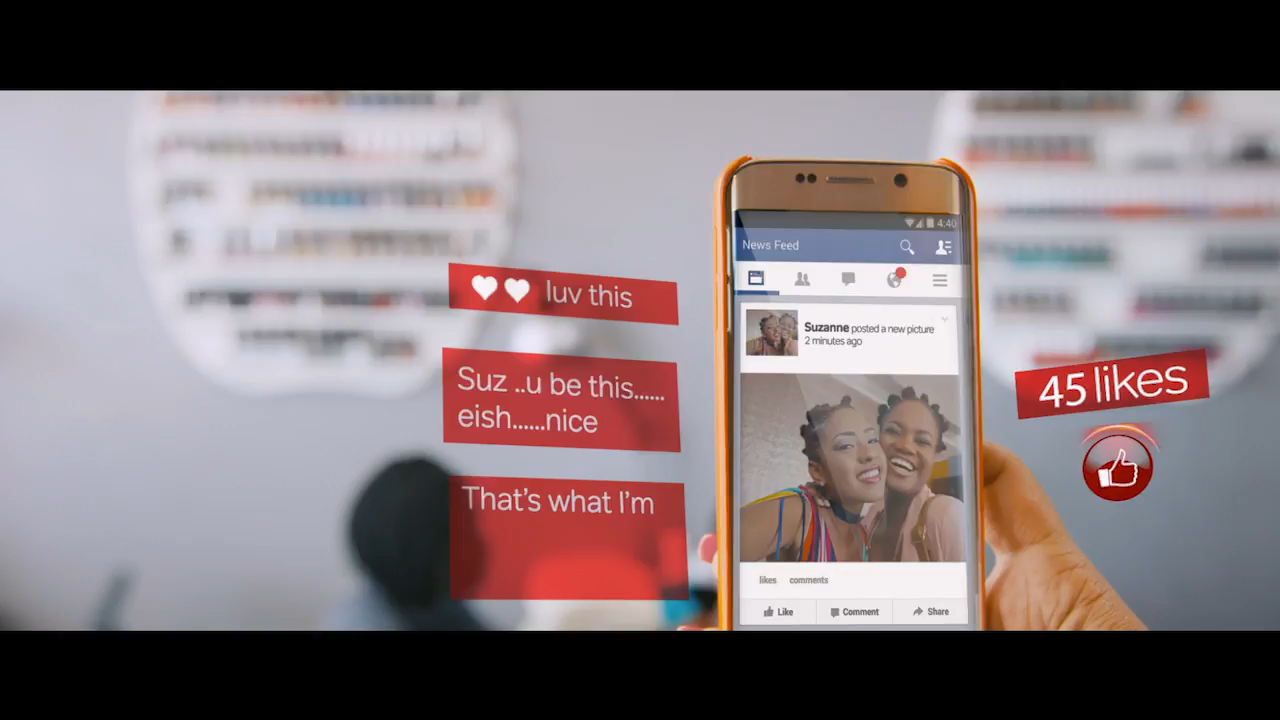 luv this
Suz ..u be this......
eish......nice
That's what I'm
4:40
News Feed
Suzanne posted a new picture
2 minutes ago
likes comments
Like Comment Share
45 likes